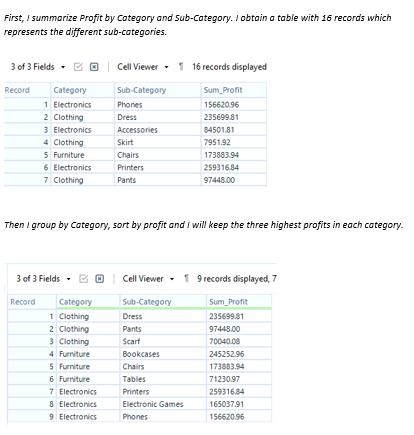 First, I summarize Profit by Category and Sub-Category. I obtain a table with 16 records which
represents the different sub-categories.
3 of 3 Fields Cell Viewer 16 records displayed
Record Category Sub-Category Sum_Profit
1 Electronics Phones 156620.96
2 Clothing Dress 235699.81
3 Electronics Accessories 84501.81
4 Clothing Skirt 7951.92
5 Furniture Chairs 173883.94
6 Electronics Printers 259316.84
7 Clothing Pants 97448.00
Then I group by Category, sort by profit and I will keep the three highest profits in each category.
3 of 3 Fields Cell Viewer 9 records displayed, 7
Record Category Sub-Category Sum_Profit
1 Clothing Dress 235699.81
2 Clothing Pants 97448.00
3 Clothing Scarf 70040.08
4 Furniture Bookcases 245252.96
5 Furniture Chairs 173883.94
6 Furniture Tables 71230.97
7 Electronics Printers 259316.84
8 Electronics Electronic Games 165037.91
9 Electronics Phones 156620.96